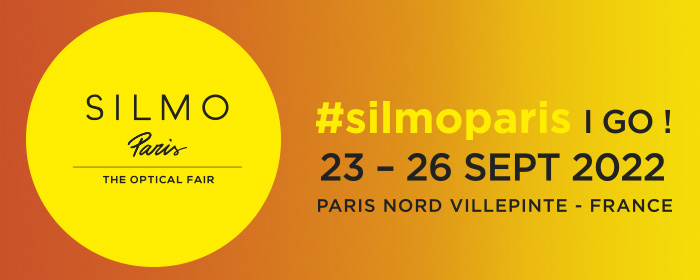 SILMO
Paris
THE OPTICAL FAIR
#silmoparis I GO !
23 – 26 SEPT 2022
PARIS NORD VILLEPINTE - FRANCE